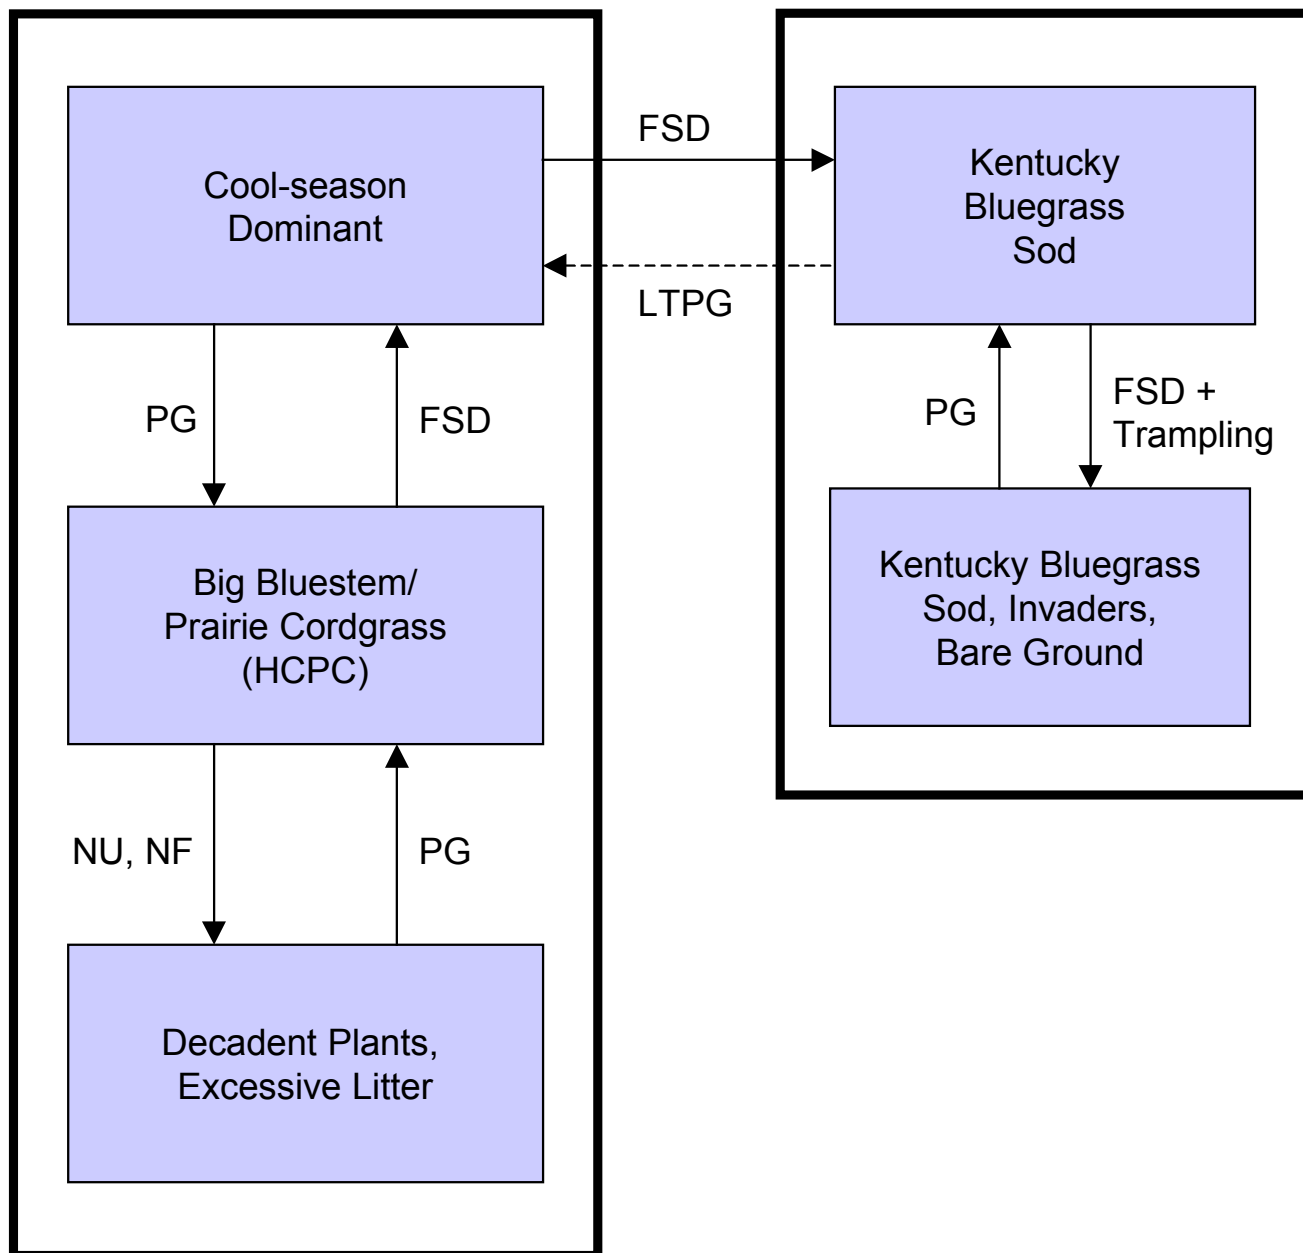 Cool-season
Dominant
FSD
LTPG
Kentucky
Bluegrass
Sod
PG
FSD
PG
FSD +
Trampling
Big Bluestem/
Prairie Cordgrass
(HCPC)
Kentucky Bluegrass
Sod, Invaders,
Bare Ground
NU, NF
PG
Decadent Plants,
Excessive Litter